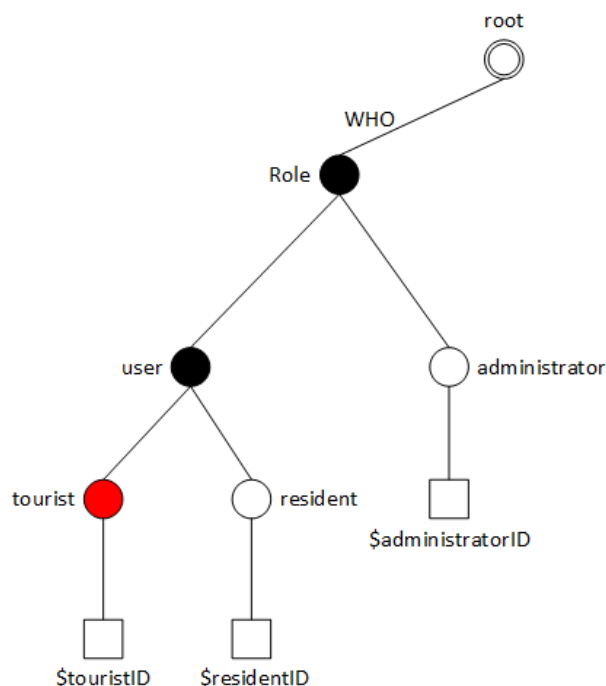 root
WHO
Role
user
administrator
tourist
resident
$administratorID
$touristID
$residentID